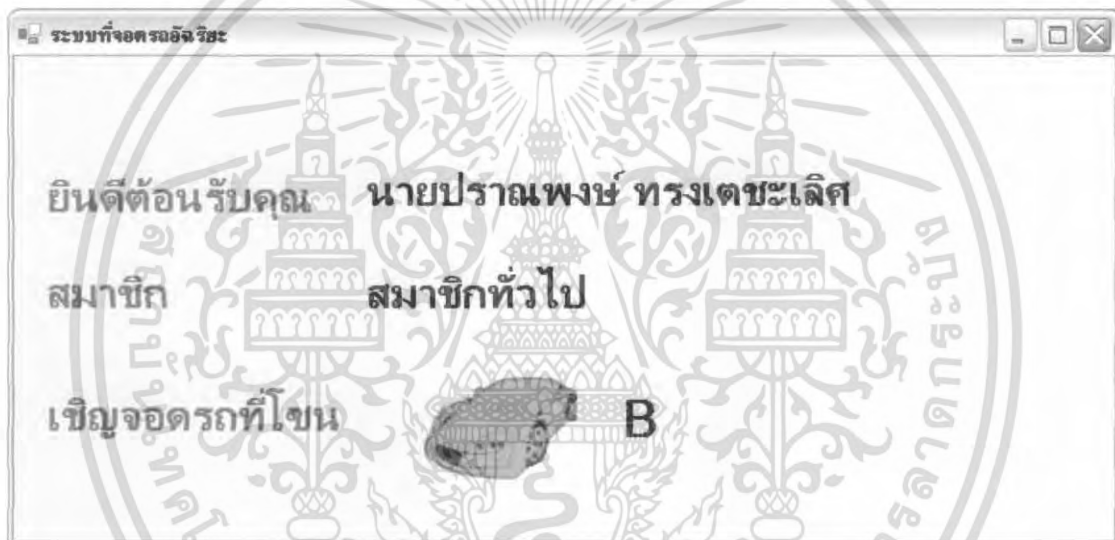 ระบบที่จอดรถอัจริยะ
ยินดีต้อนรับคุณ นายปราณพงษ์ ทรงเตชะเลิศ
สมาชิก สมาชิกทั่วไป
เชิญจอดรถที่โซน B